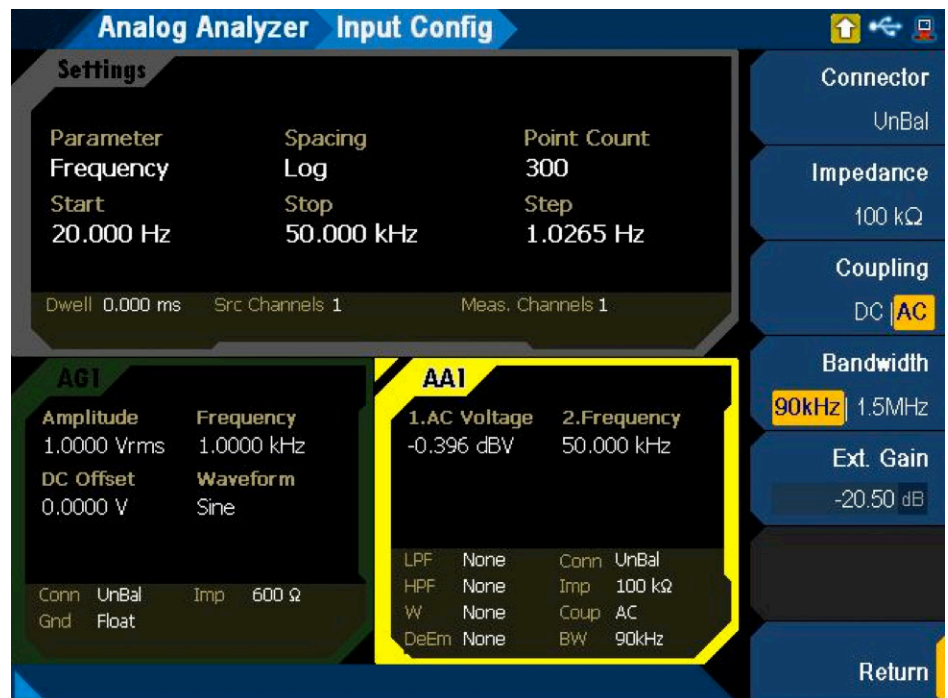 Analog Analyzer Input Config
Settings
Parameter Spacing Point Count
Frequency Log 300
Start Stop Step
20.000 Hz 50.000 kHz 1.0265 Hz
Dwell 0.000 ms Src Channels 1 Meas. Channels 1
AG1
Amplitude Frequency
1.0000 Vrms 1.0000 kHz
DC Offset Waveform
0.0000 V Sine
Conn UnBal Imp 600 Ω
Gnd Float
AA1
1.AC Voltage 2.Frequency
-0.396 dBV 50.000 kHz
LPF None Conn UnBal
HPF None Imp 100 kΩ
W None Coup AC
DeEm None BW 90kHz
Connector
UnBal
Impedance
100 kΩ
Coupling
DC | AC
Bandwidth
90kHz | 1.5MHz
Ext. Gain
-20.50 dB
Return